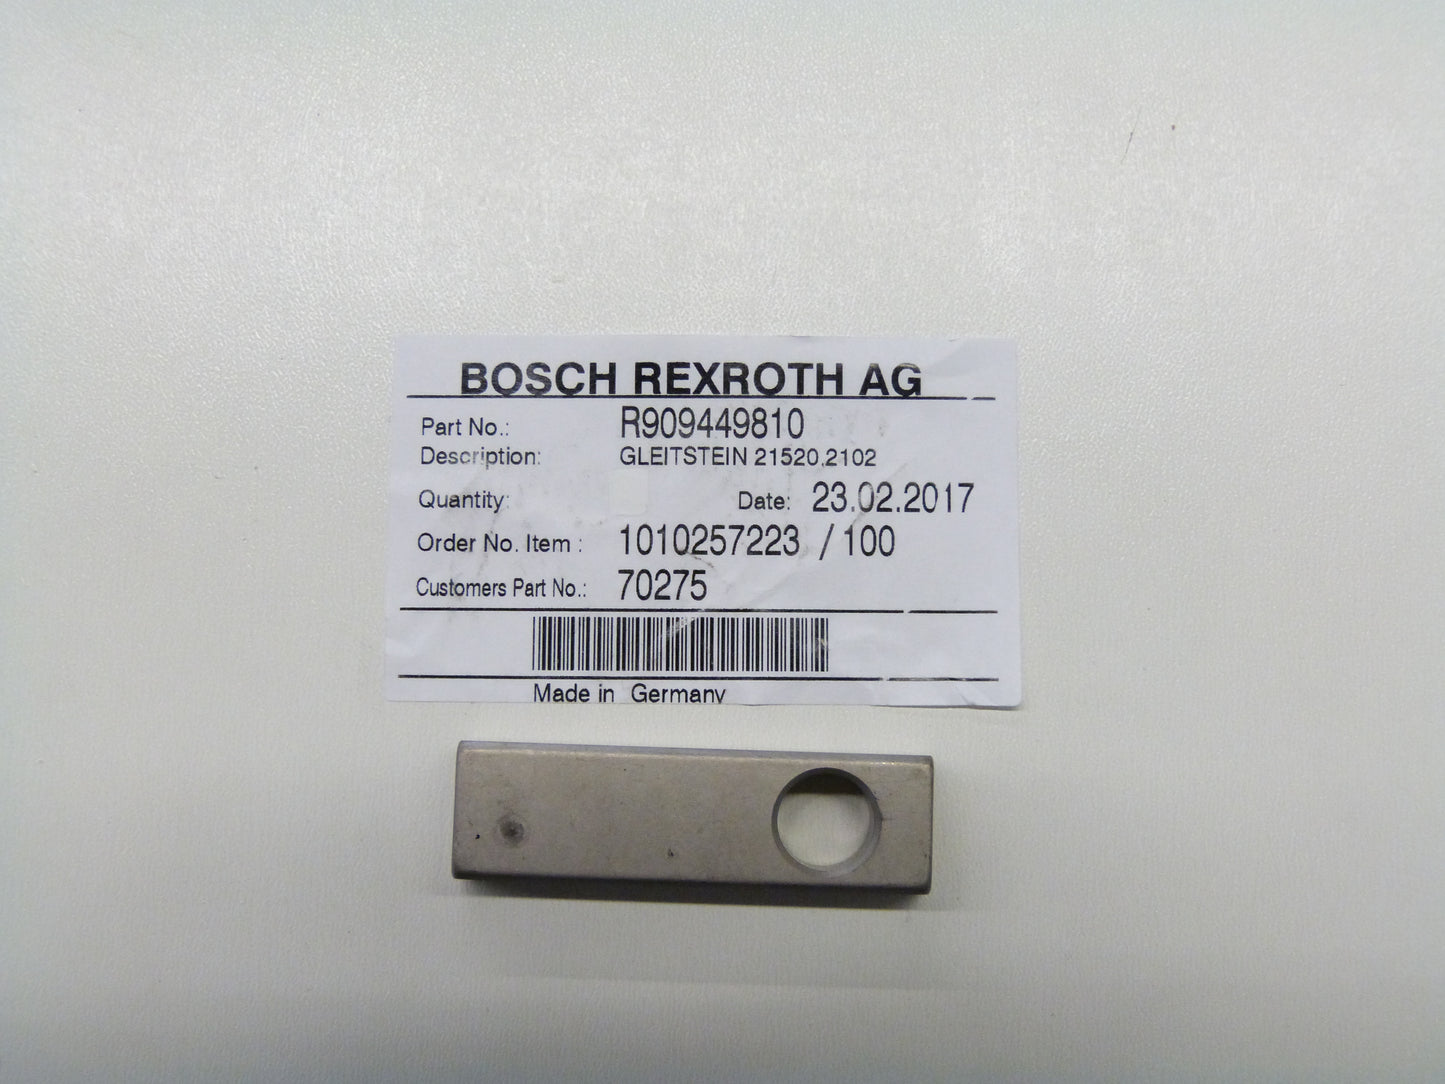 BOSCH REXROTH AG
Part No.: R909449810
Description: GLEITSTEIN 21520.2102
Quantity: Date: 23.02.2017
Order No. Item : 1010257223 / 100
Customers Part No.: 70275
Made in Germany